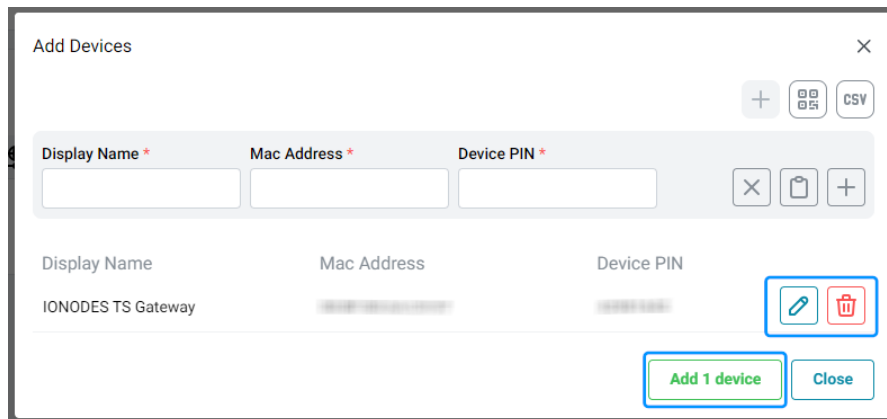 Add Devices
CSV
Display Name * Mac Address * Device PIN *
Display Name Mac Address Device PIN
IONODES TS Gateway
Add 1 device Close